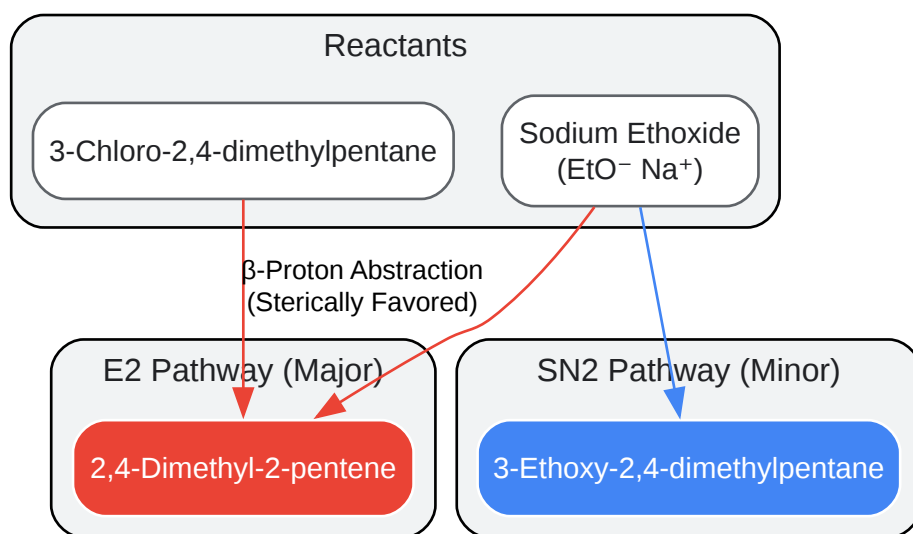 Reactants
3-Chloro-2,4-dimethylpentane
Sodium Ethoxide
(EtO⁻ Na⁺)
β-Proton Abstraction
(Sterically Favored)
E2 Pathway (Major)
SN2 Pathway (Minor)
2,4-Dimethyl-2-pentene
3-Ethoxy-2,4-dimethylpentane